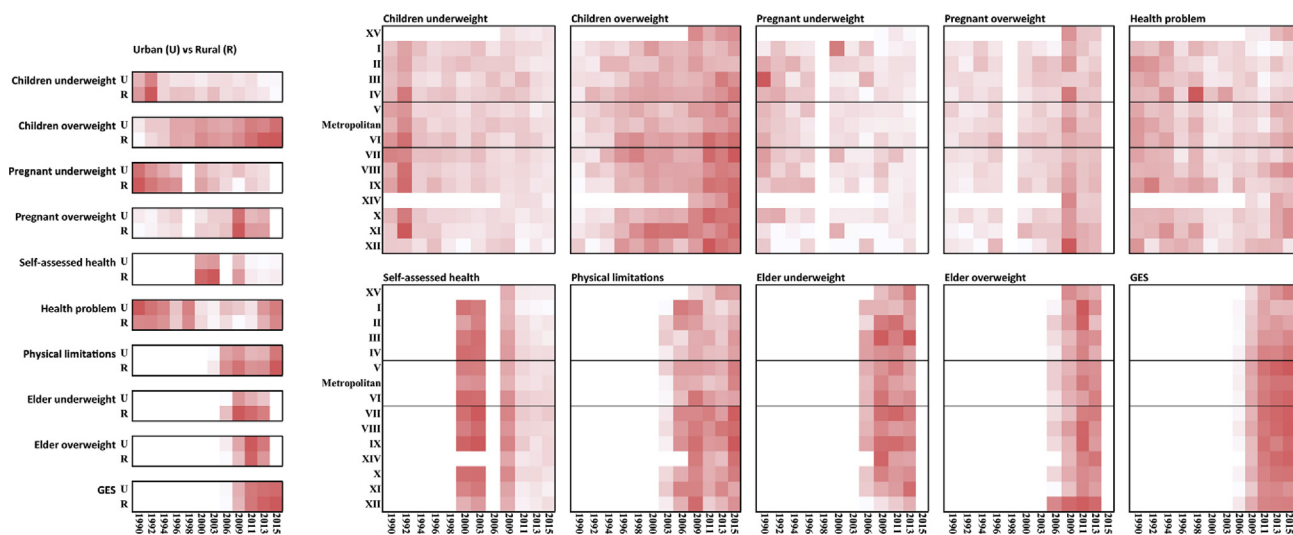 Urban (U) vs Rural (R)
Children underweight U
R
Children overweight U
R
Pregnant underweight U
R
Pregnant overweight U
R
Self-assessed health U
R
Health problem U
R
Physical limitations U
R
Elder underweight U
R
Elder overweight U
R
GES U
R
1990 1992 1994 1996 1998 2000 2003 2006 2009 2011 2013 2015
Children underweight Children overweight Pregnant underweight Pregnant overweight Health problem
XV
I
II
III
IV
V
Metropolitan
VI
VII
VIII
IX
XIV
X
XI
XII
Self-assessed health Physical limitations Elder underweight Elder overweight GES
XV
I
II
III
IV
V
Metropolitan
VI
VII
VIII
IX
XIV
X
XI
XII
1990 1992 1994 1996 1998 2000 2003 2006 2009 2011 2013 2015 1990 1992 1994 1996 1998 2000 2003 2006 2009 2011 2013 2015 1990 1992 1994 1996 1998 2000 2003 2006 2009 2011 2013 2015 1990 1992 1994 1996 1998 2000 2003 2006 2009 2011 2013 2015 1990 1992 1994 1996 1998 2000 2003 2006 2009 2011 2013 2015